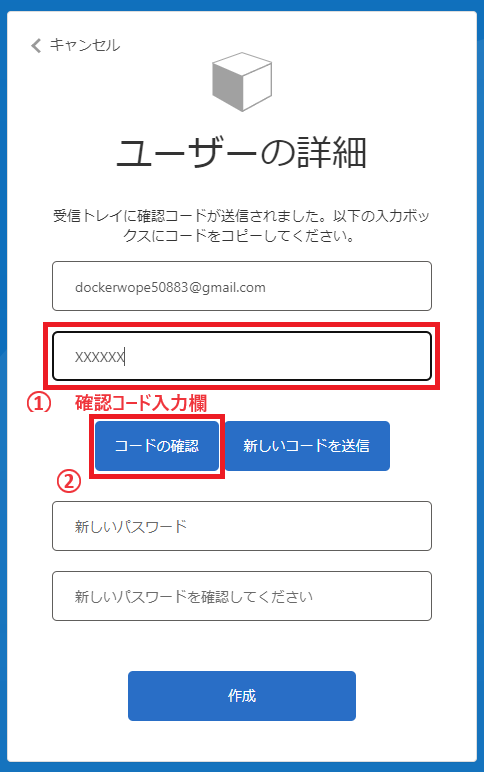 キャンセル
ユーザーの詳細
受信トレイに確認コードが送信されました。以下の入力ボッ
クスにコードをコピーしてください。
dockerwope50883@gmail.com
XXXXXX
① 確認コード入力欄
コードの確認 新しいコードを送信
②
新しいパスワード
新しいパスワードを確認してください
作成